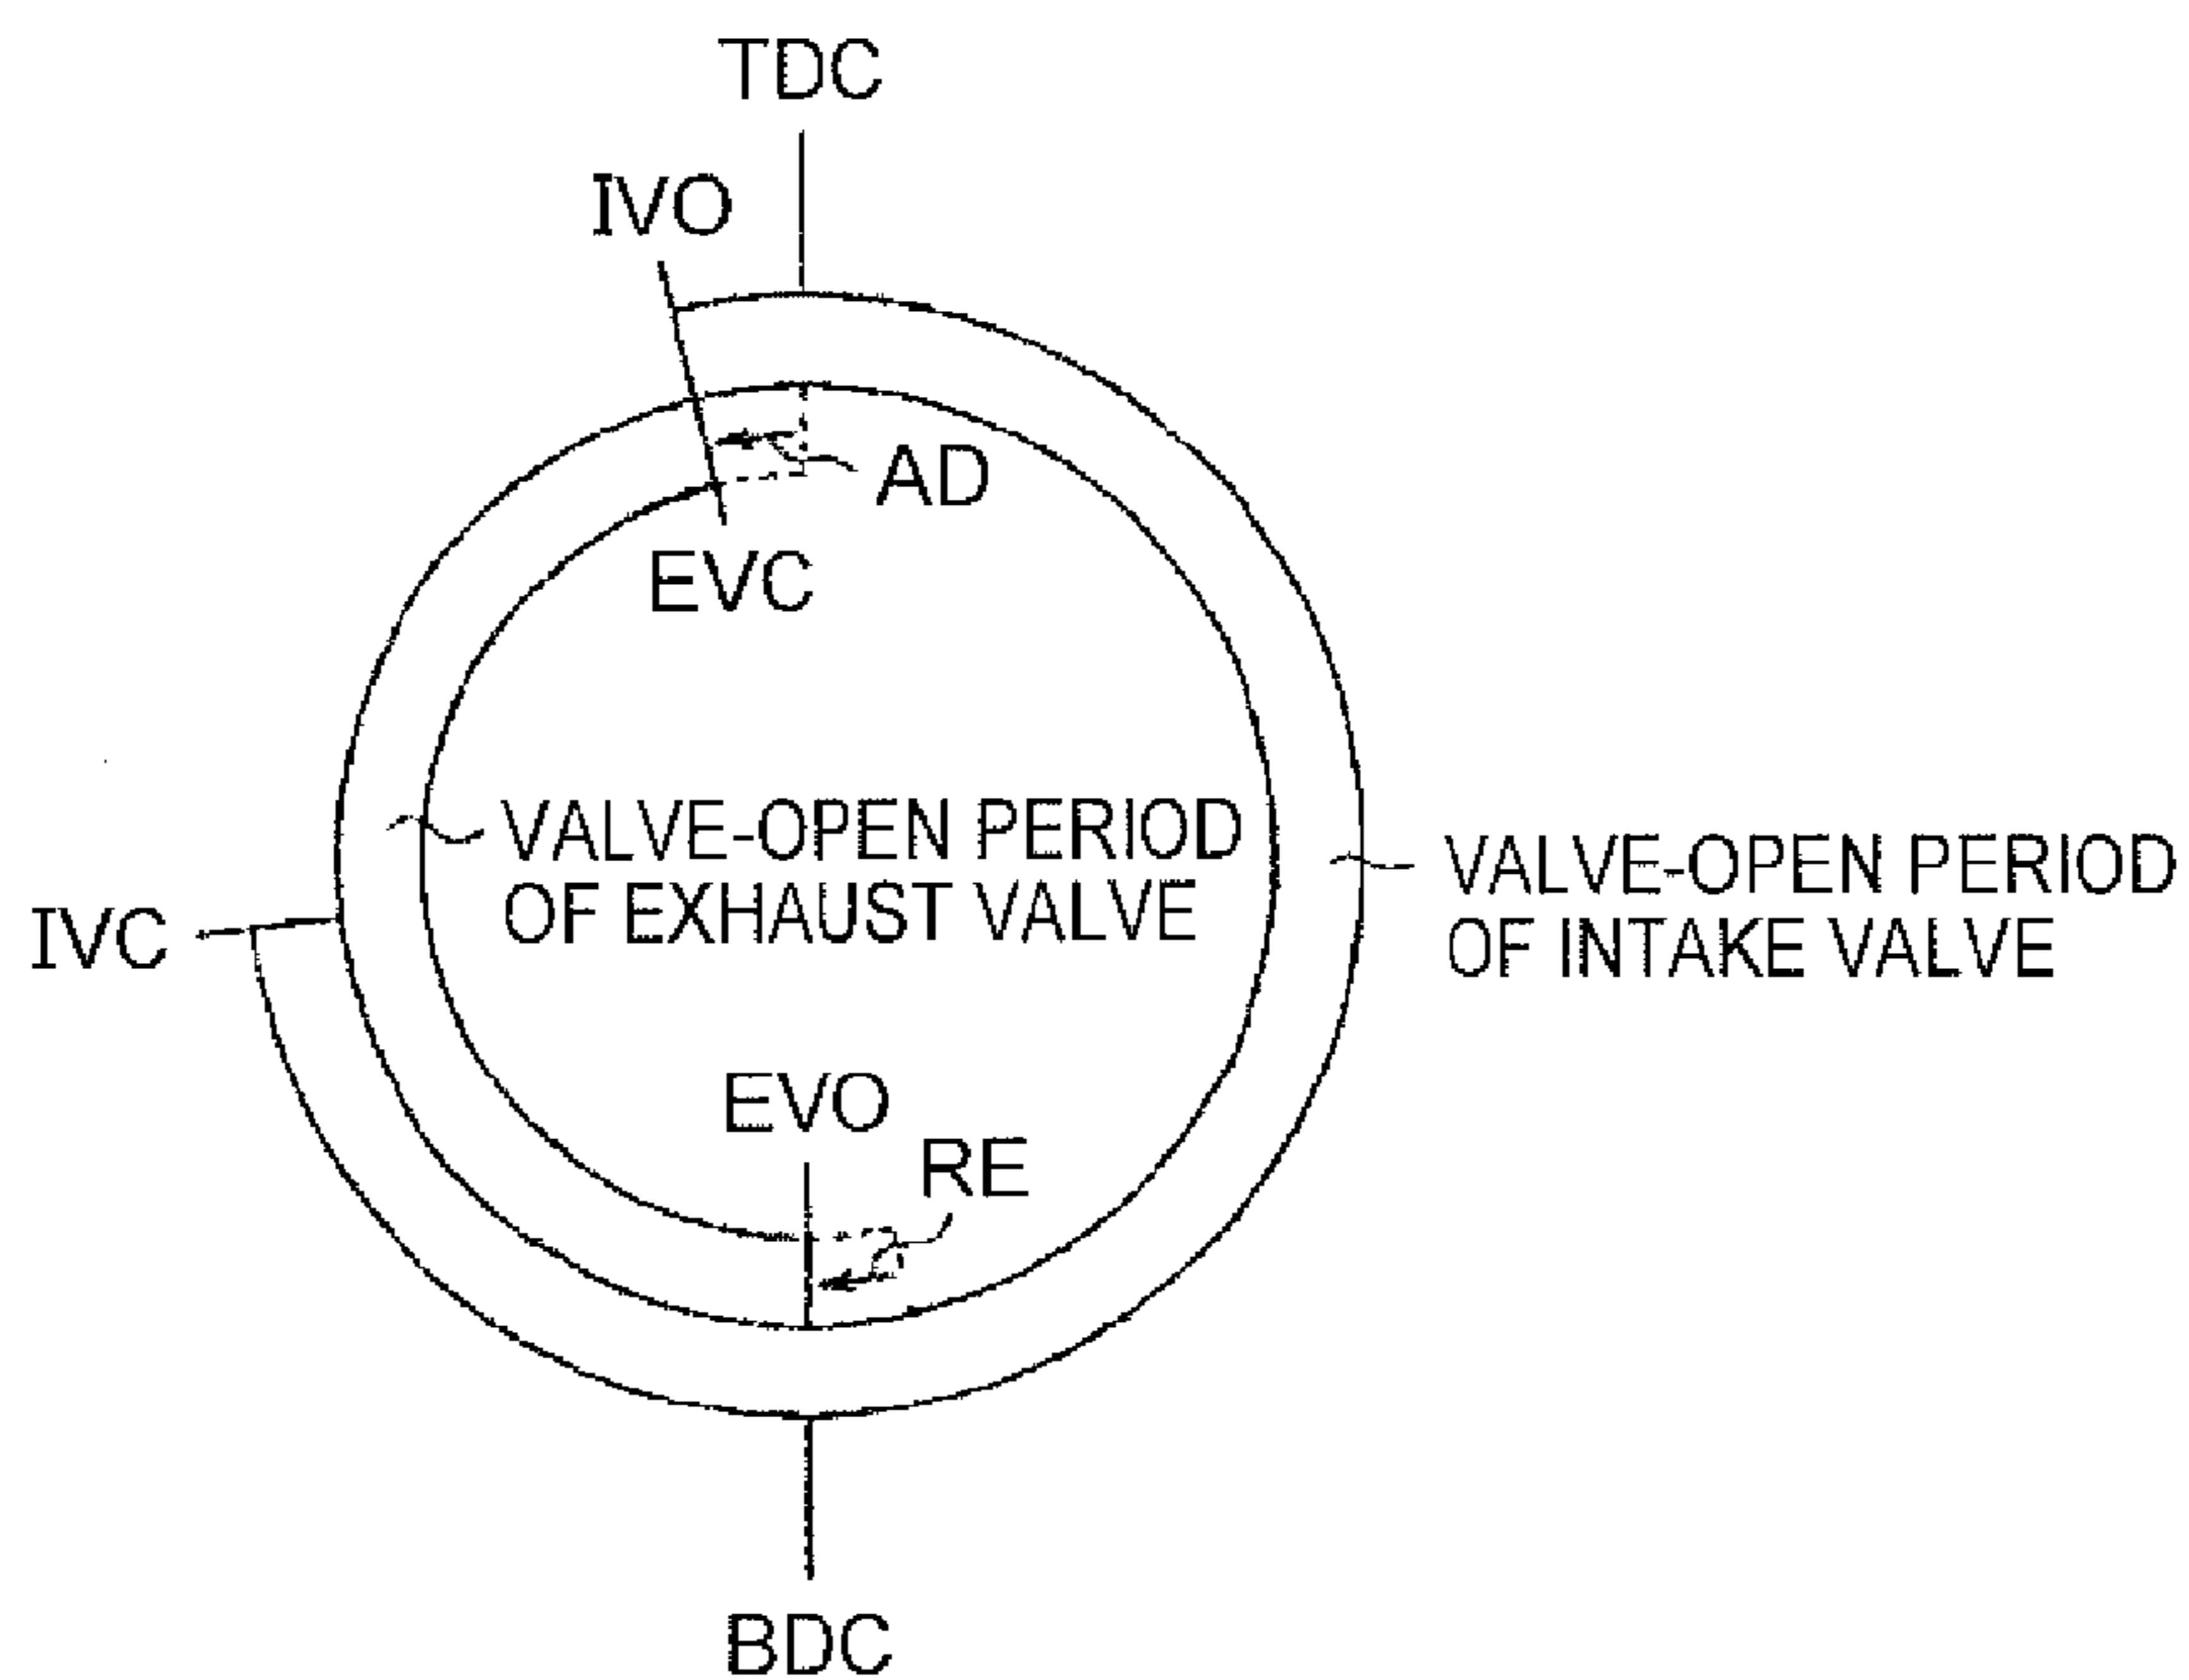 TDC
IVO
AD
EVC
VALVE-OPEN PERIOD
OF EXHAUST VALVE
VALVE-OPEN PERIOD
OF INTAKE VALVE
IVC
EVO
RE
BDC